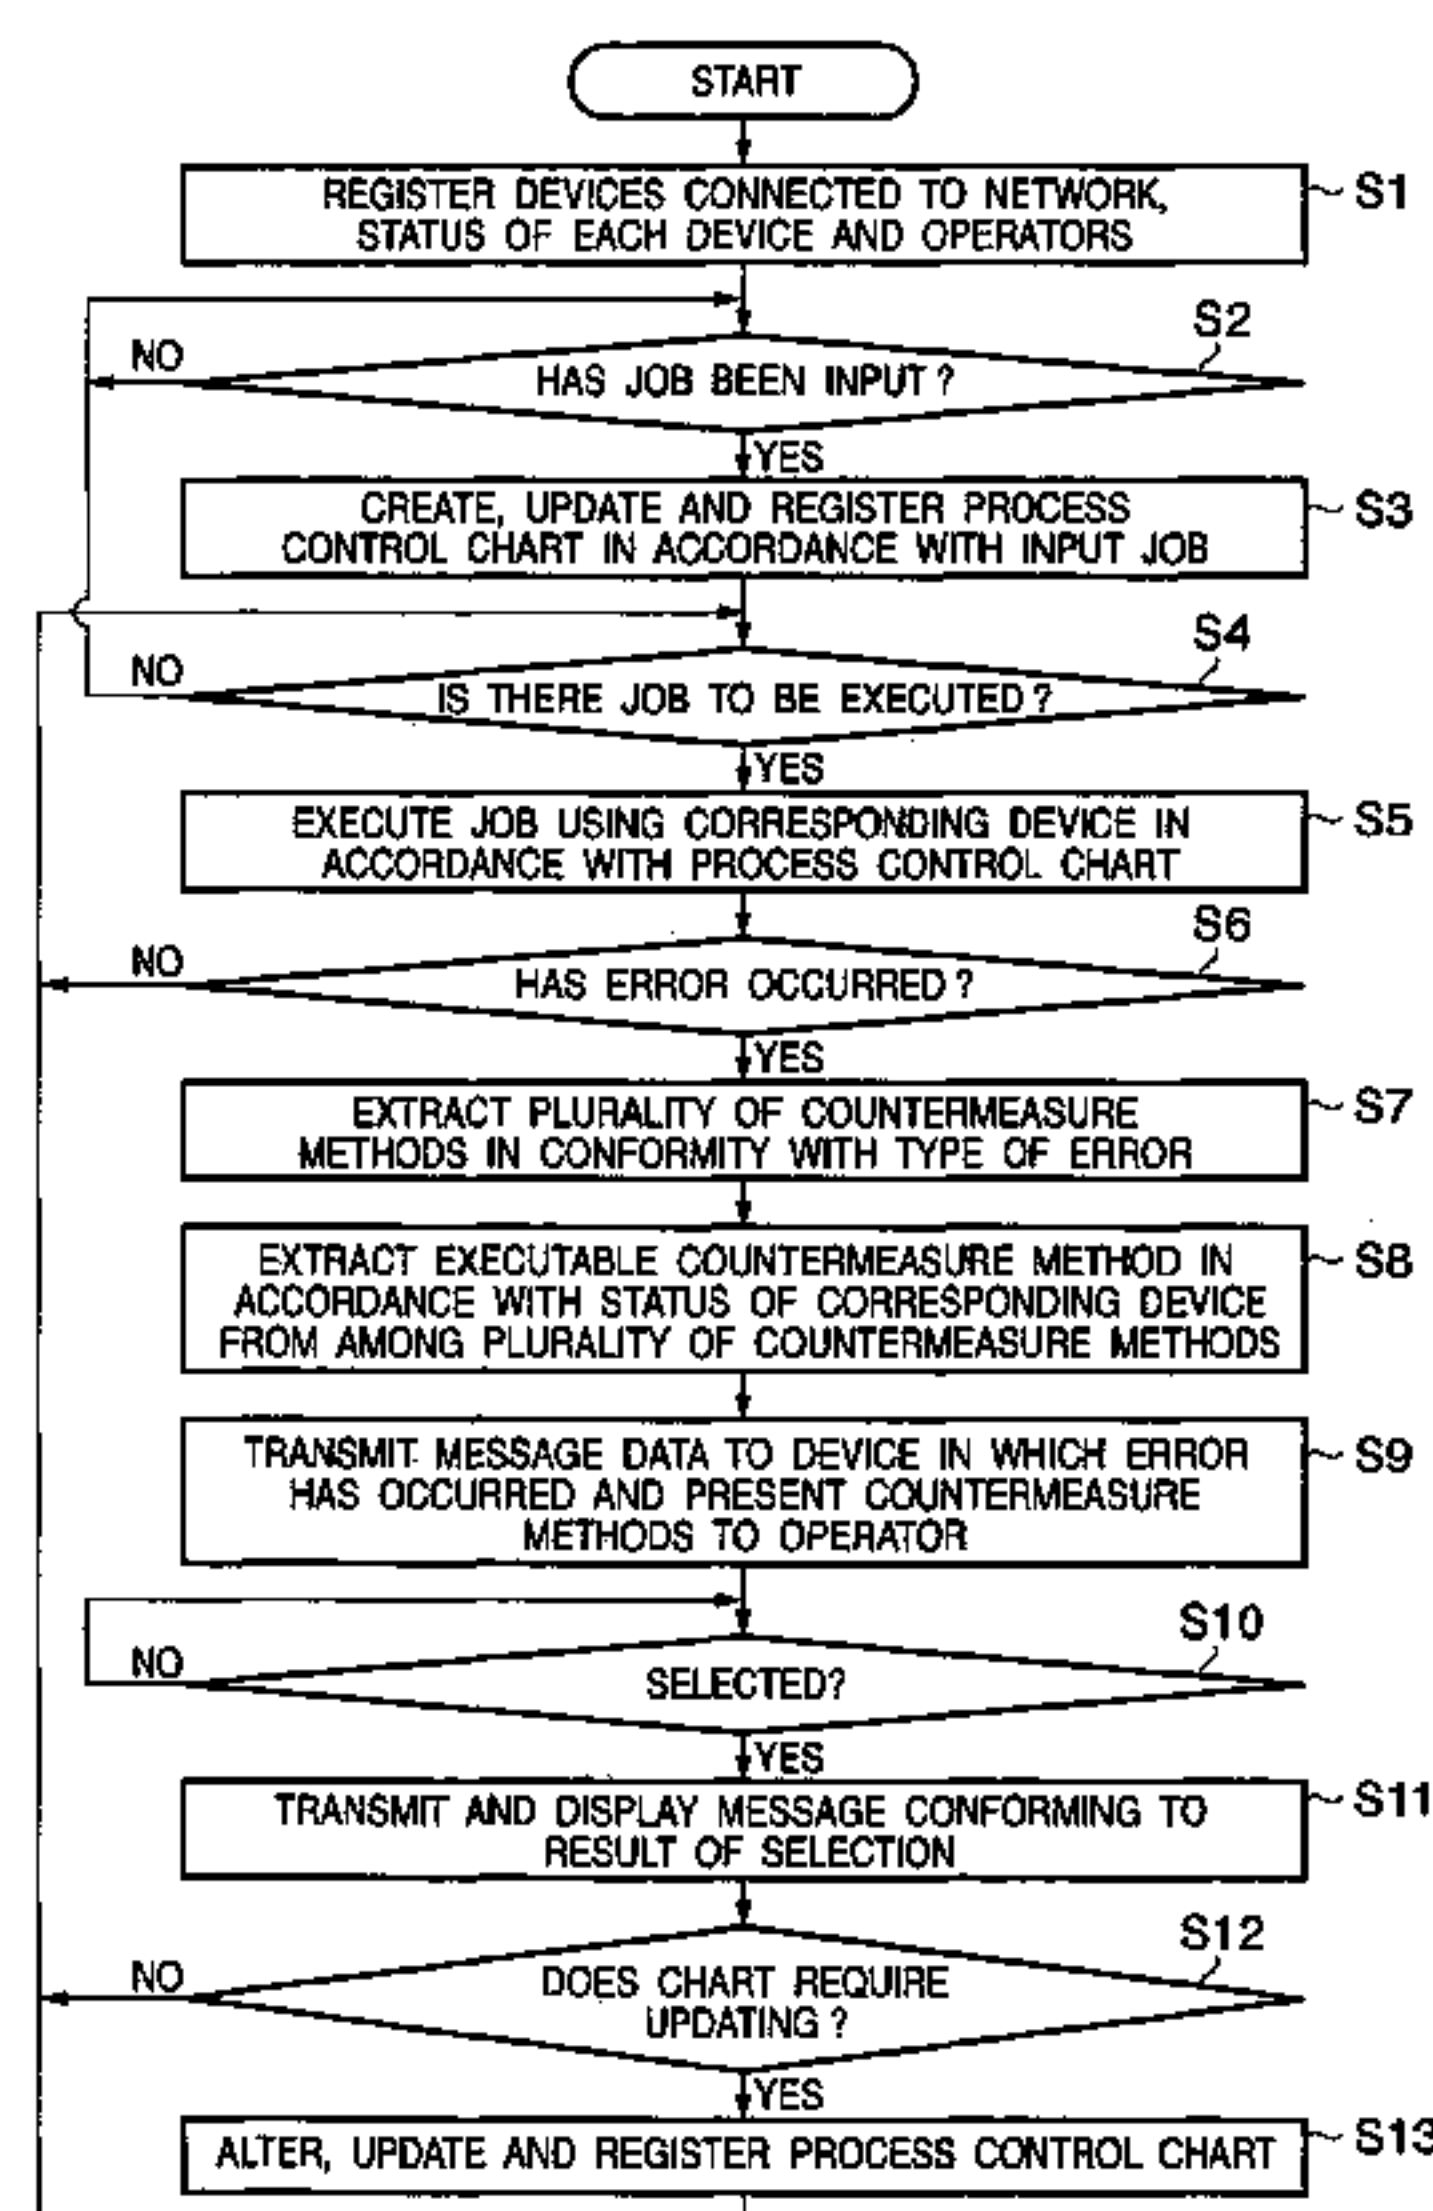 START
REGISTER DEVICES CONNECTED TO NETWORK,
STATUS OF EACH DEVICE AND OPERATORS
S1
S2
NO
HAS JOB BEEN INPUT?
YES
CREATE, UPDATE AND REGISTER PROCESS
CONTROL CHART IN ACCORDANCE WITH INPUT JOB
S3
S4
NO
IS THERE JOB TO BE EXECUTED?
YES
EXECUTE JOB USING CORRESPONDING DEVICE IN
ACCORDANCE WITH PROCESS CONTROL CHART
S5
S6
NO
HAS ERROR OCCURRED?
YES
EXTRACT PLURALITY OF COUNTERMEASURE
METHODS IN CONFORMITY WITH TYPE OF ERROR
S7
EXTRACT EXECUTABLE COUNTERMEASURE METHOD IN
ACCORDANCE WITH STATUS OF CORRESPONDING DEVICE
FROM AMONG PLURALITY OF COUNTERMEASURE METHODS
S8
TRANSMIT MESSAGE DATA TO DEVICE IN WHICH ERROR
HAS OCCURRED AND PRESENT COUNTERMEASURE
METHODS TO OPERATOR
S9
S10
NO
SELECTED?
YES
TRANSMIT AND DISPLAY MESSAGE CONFORMING TO
RESULT OF SELECTION
S11
S12
NO
DOES CHART REQUIRE
UPDATING?
YES
ALTER, UPDATE AND REGISTER PROCESS CONTROL CHART
S13